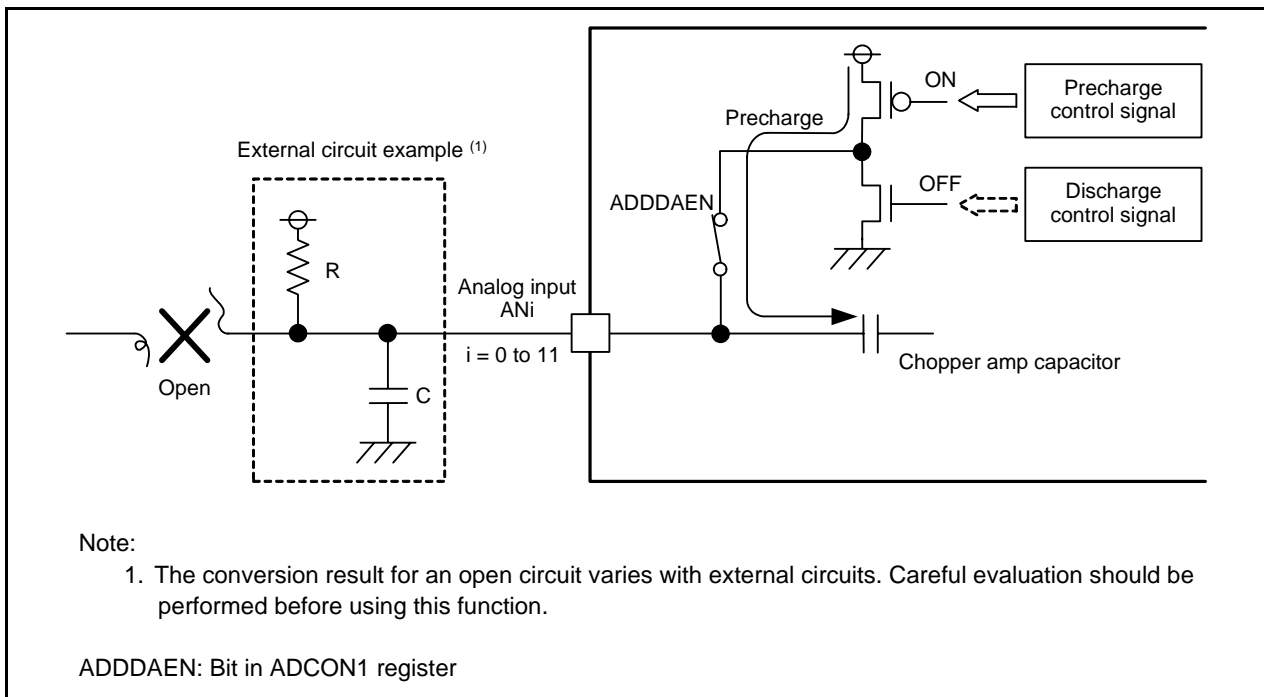 ON
Precharge
control signal
Precharge
External circuit example (1)
OFF
Discharge
control signal
ADDDAEN
R
Analog input
ANi
i = 0 to 11
Open
C
Chopper amp capacitor
Note:
1. The conversion result for an open circuit varies with external circuits. Careful evaluation should be
performed before using this function.
ADDDAEN: Bit in ADCON1 register